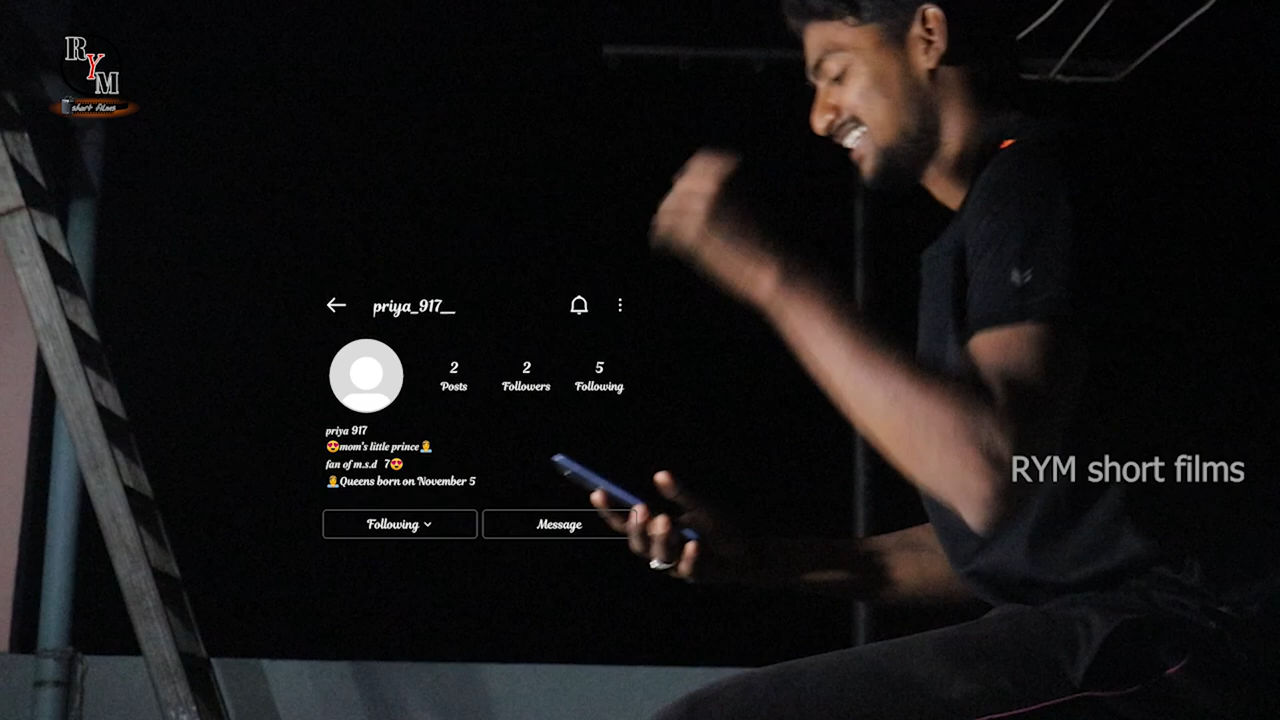 RYM
short films
priya_917__
2 2 5
Posts Followers Following
priya 917
😍mom's little prince👩‍💼
fan of m.s.d 7😍
👩‍💼Queens born on November 5
Following Message
RYM short films